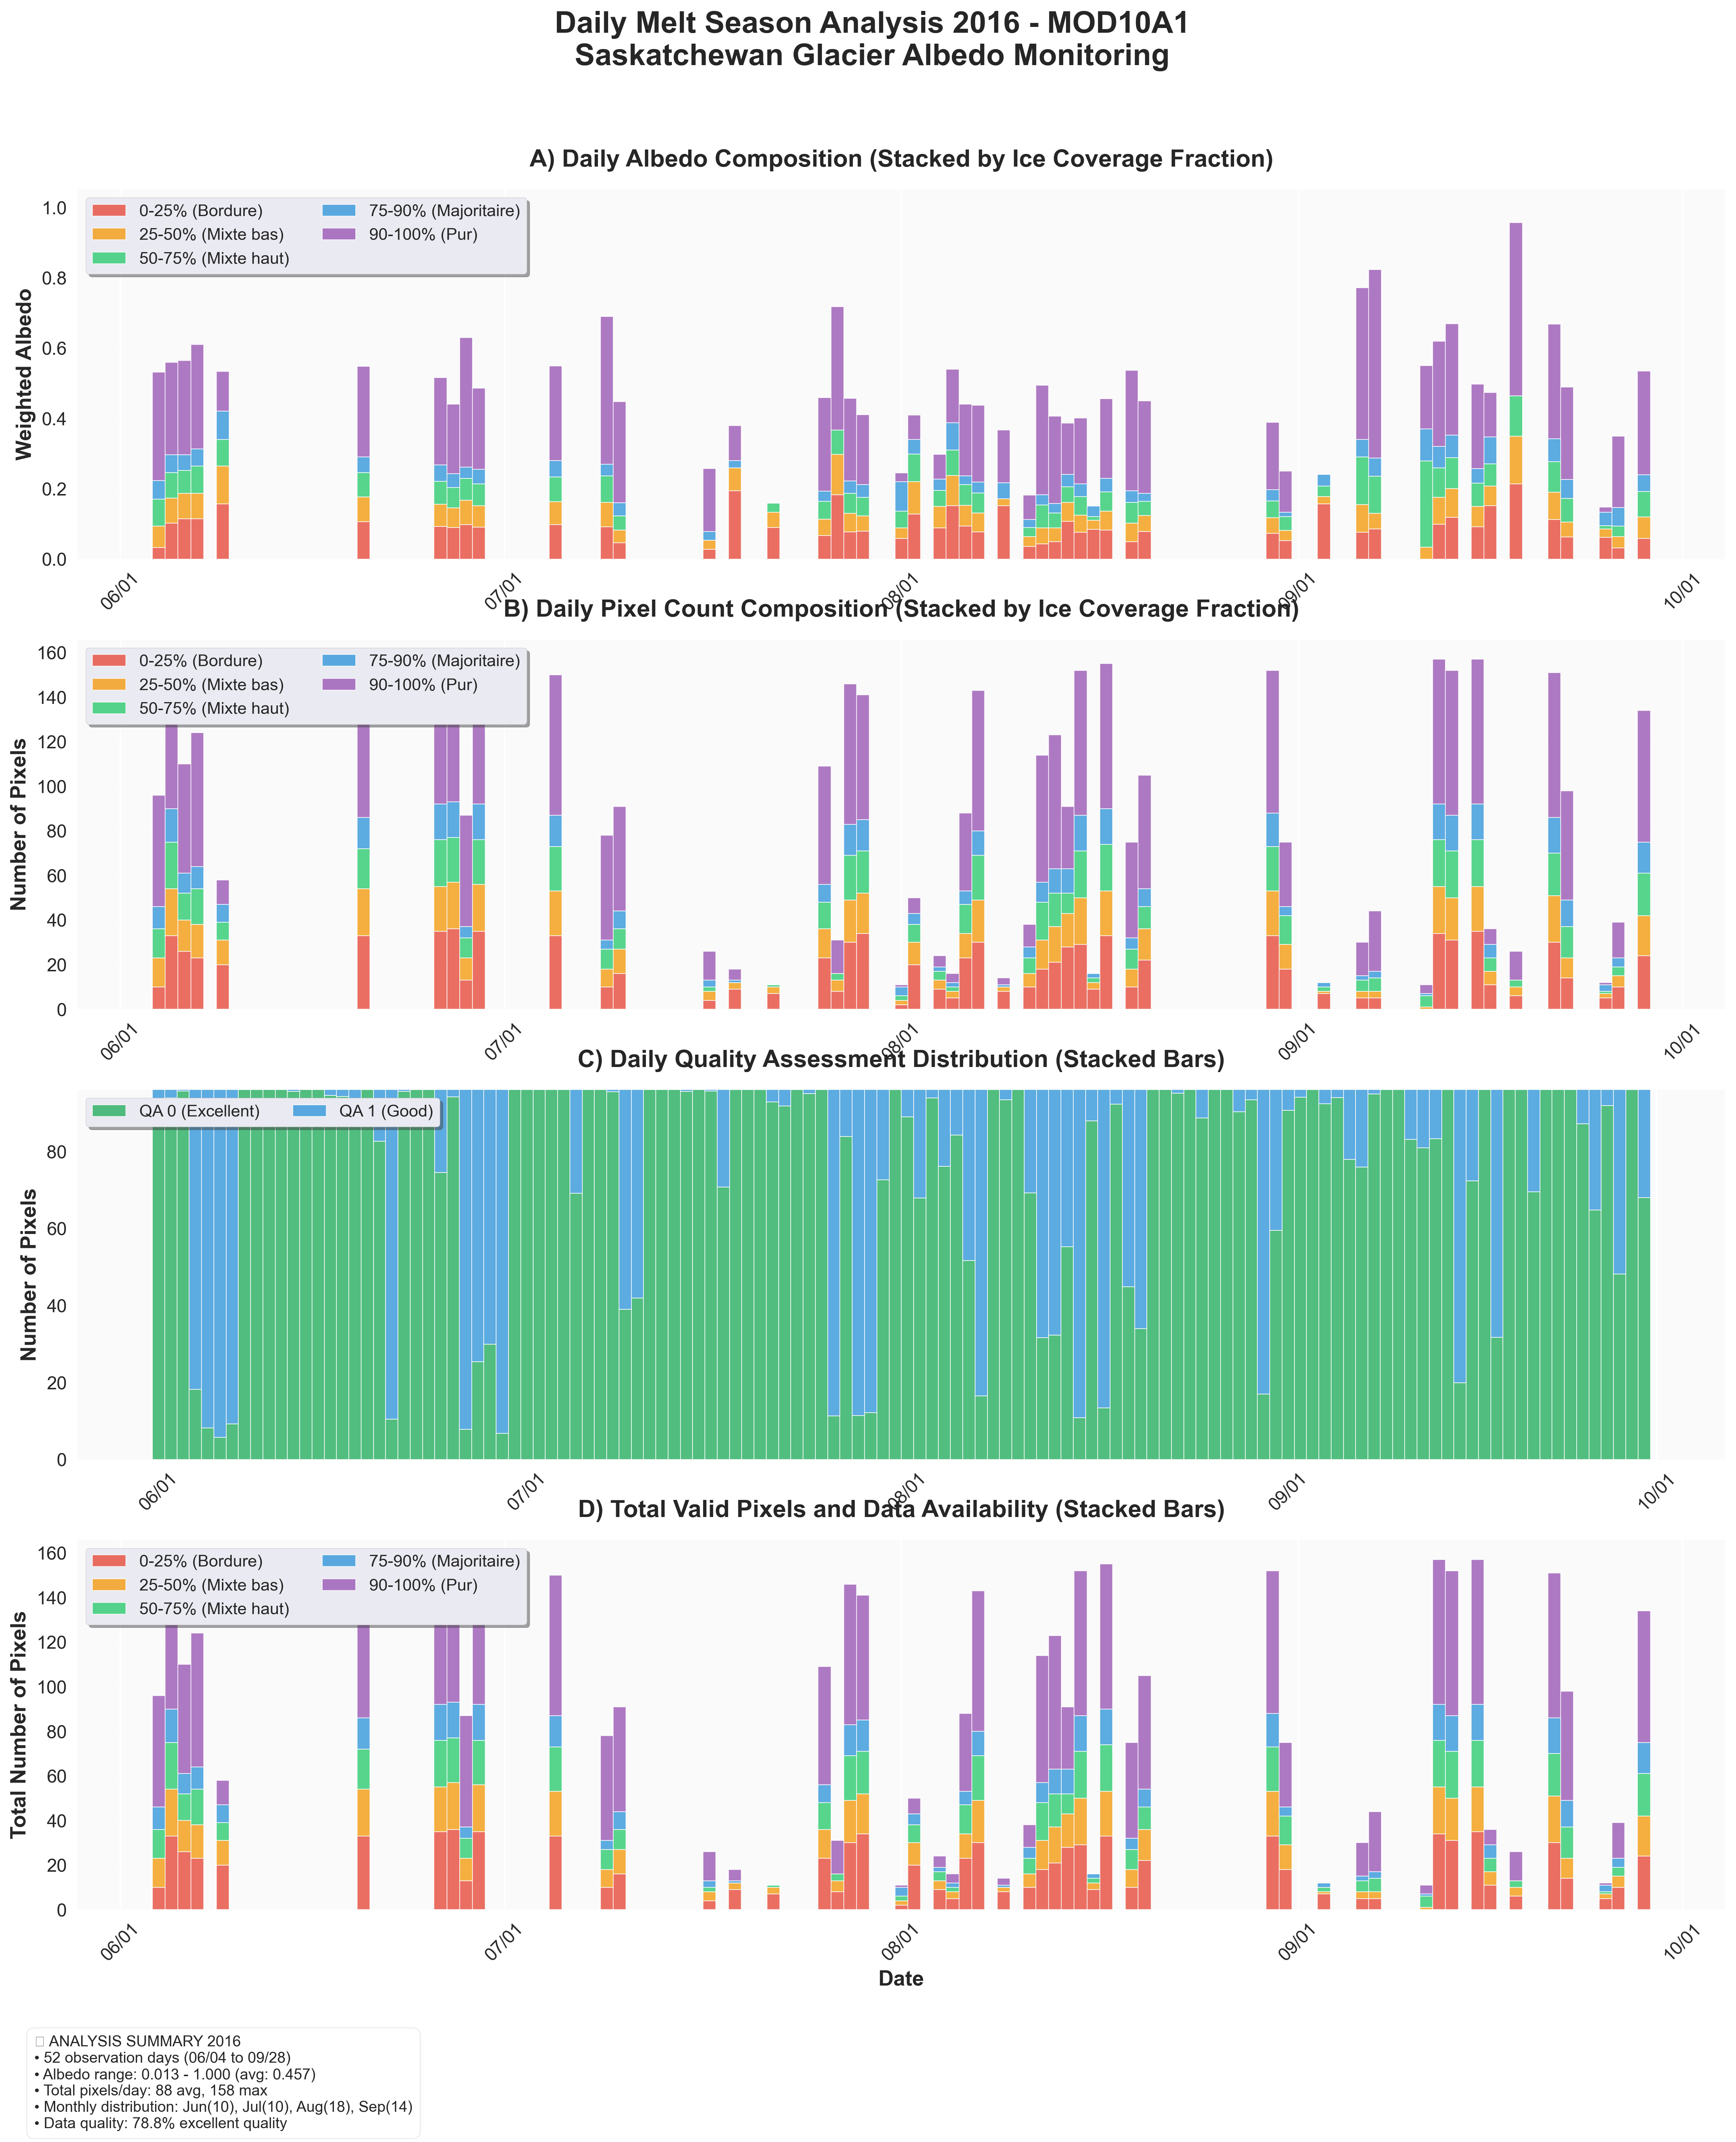 Daily Melt Season Analysis 2016 - MOD10A1
Saskatchewan Glacier Albedo Monitoring
A) Daily Albedo Composition (Stacked by Ice Coverage Fraction)
Weighted Albedo
1.0
0.8
0.6
0.4
0.2
0.0
0-25% (Bordure)
25-50% (Mixte bas)
50-75% (Mixte haut)
75-90% (Majoritaire)
90-100% (Pur)
06/01
07/01
08/01
09/01
10/01
B) Daily Pixel Count Composition (Stacked by Ice Coverage Fraction)
Number of Pixels
160
140
120
100
80
60
40
20
0
0-25% (Bordure)
25-50% (Mixte bas)
50-75% (Mixte haut)
75-90% (Majoritaire)
90-100% (Pur)
06/01
07/01
08/01
09/01
10/01
C) Daily Quality Assessment Distribution (Stacked Bars)
Number of Pixels
80
60
40
20
0
QA 0 (Excellent)
QA 1 (Good)
06/01
07/01
08/01
09/01
10/01
D) Total Valid Pixels and Data Availability (Stacked Bars)
Total Number of Pixels
160
140
120
100
80
60
40
20
0
0-25% (Bordure)
25-50% (Mixte bas)
50-75% (Mixte haut)
75-90% (Majoritaire)
90-100% (Pur)
06/01
07/01
08/01
09/01
10/01
Date
ANALYSIS SUMMARY 2016
• 52 observation days (06/04 to 09/28)
• Albedo range: 0.013 - 1.000 (avg: 0.457)
• Total pixels/day: 88 avg, 158 max
• Monthly distribution: Jun(10), Jul(10), Aug(18), Sep(14)
• Data quality: 78.8% excellent quality